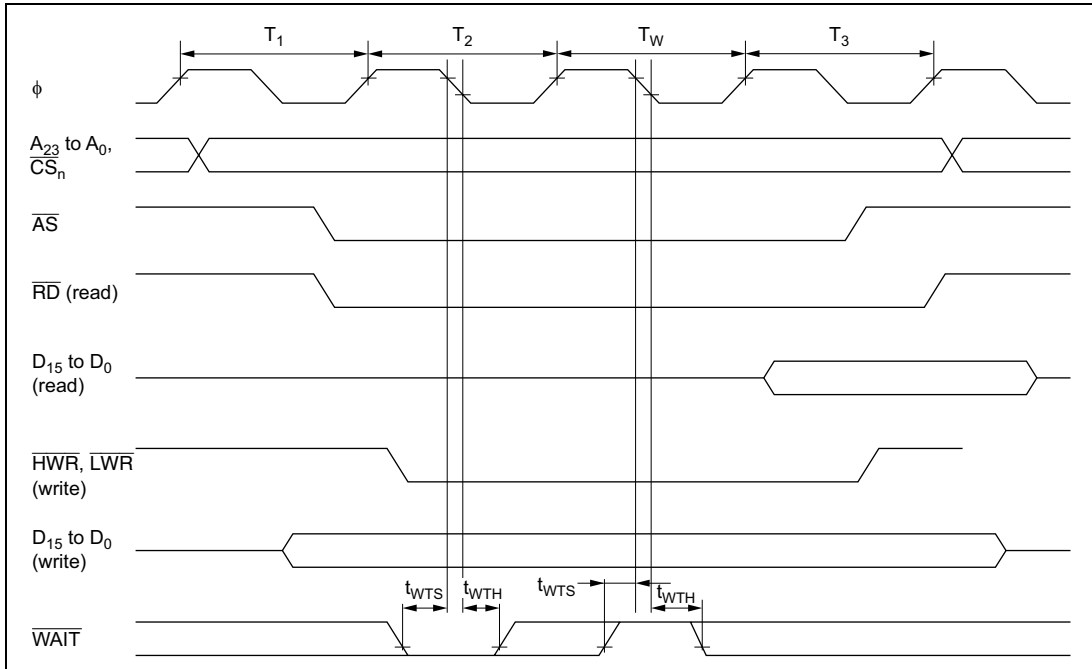 T1 T2 TW T3
ϕ
A23 to A0,
CSn
AS
RD (read)
D15 to D0
(read)
HWR, LWR
(write)
D15 to D0
(write)
tWTS tWTH tWTS tWTH
WAIT